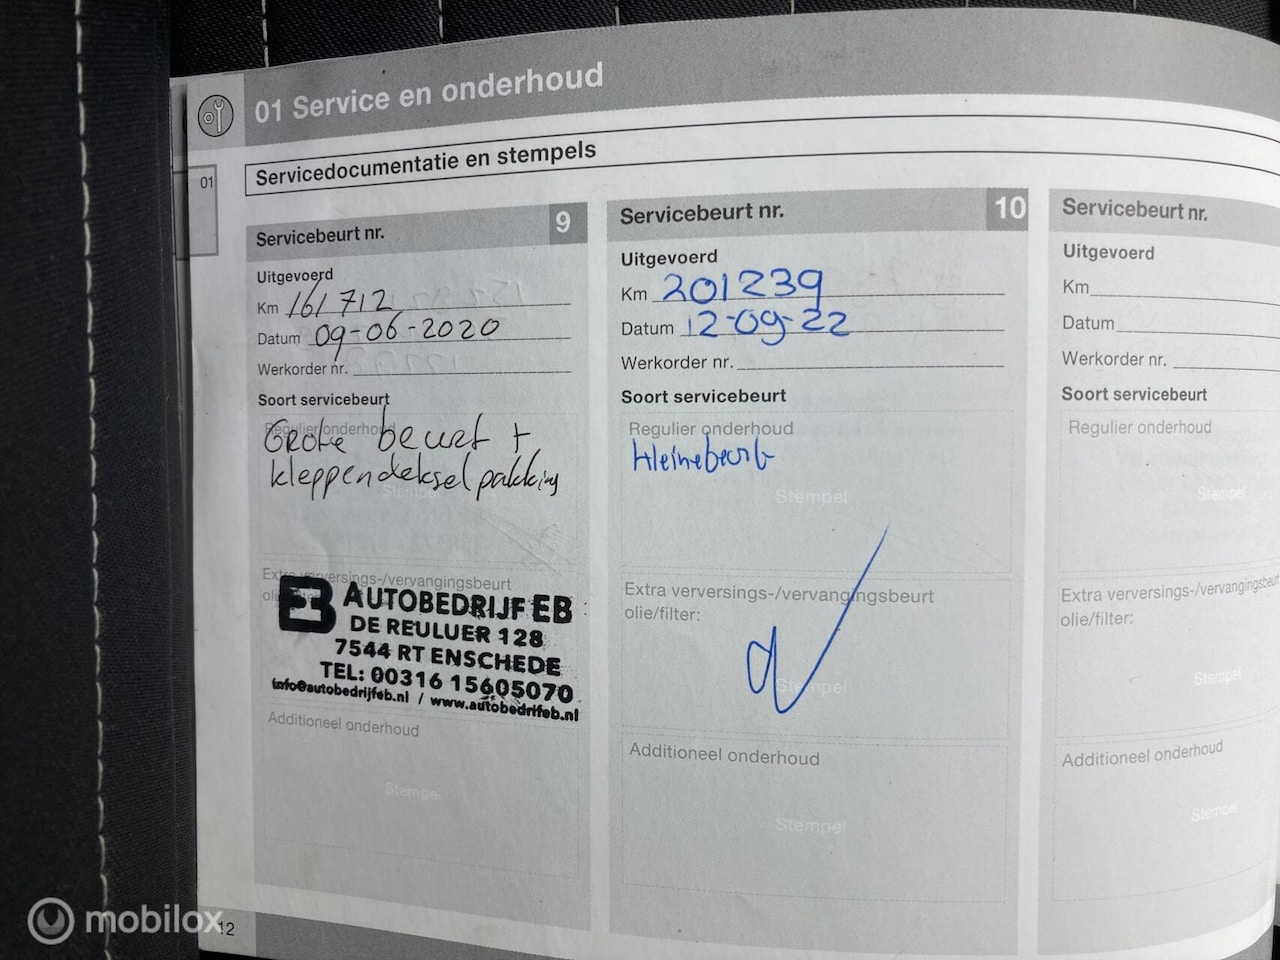 01 Service en onderhoud
Servicedocumentatie en stempels
01
Servicebeurt nr. 9
Uitgevoerd
Km 161712
Datum 09-06-2020
Werkorder nr.
Soort servicebeurt
Regulier onderhoud
Grote beurt +
kleppendekselpakking
Stempel
Extra verversings-/vervangingsbeurt
EB AUTOBEDRIJF EB
DE REULUER 128
7544 RT ENSCHEDE
TEL: 00316 15605070
info@autobedrijfeb.nl / www.autobedrijfeb.nl
Additioneel onderhoud
Stempel
Servicebeurt nr. 10
Uitgevoerd
Km 201239
Datum 12-09-22
Werkorder nr.
Soort servicebeurt
Regulier onderhoud
kleinebeurt
Stempel
Extra verversings-/vervangingsbeurt
olie/filter:
Stempel
Additioneel onderhoud
Stempel
Servicebeurt nr.
Uitgevoerd
Km
Datum
Werkorder nr.
Soort servicebeurt
Regulier onderhoud
Stempel
Extra verversings-/vervangingsbeurt
olie/filter:
Stempel
Additioneel onderhoud
Stempel
12
mobilox